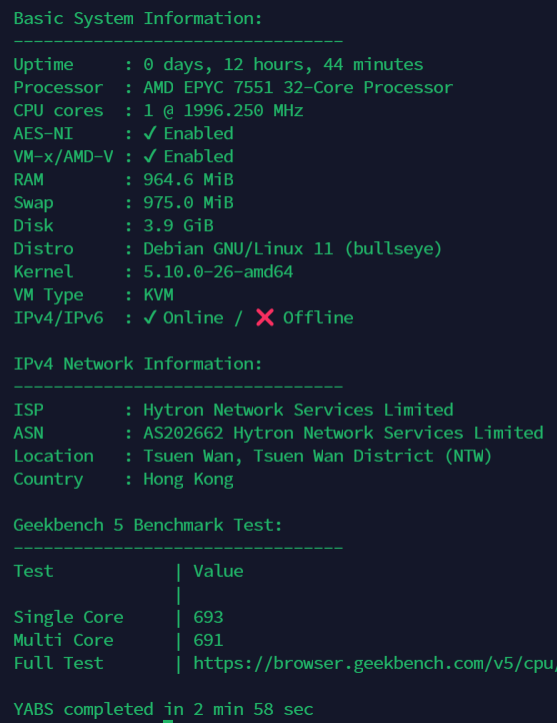 Basic System Information:
---------------------------------
Uptime     : 0 days, 12 hours, 44 minutes
Processor  : AMD EPYC 7551 32-Core Processor
CPU cores  : 1 @ 1996.250 MHz
AES-NI     : ✔ Enabled
VM-x/AMD-V : ✔ Enabled
RAM        : 964.6 MiB
Swap       : 975.0 MiB
Disk       : 3.9 GiB
Distro     : Debian GNU/Linux 11 (bullseye)
Kernel     : 5.10.0-26-amd64
VM Type    : KVM
IPv4/IPv6  : ✔ Online / ❌ Offline

IPv4 Network Information:
---------------------------------
ISP        : Hytron Network Services Limited
ASN        : AS202662 Hytron Network Services Limited
Location   : Tsuen Wan, Tsuen Wan District (NTW)
Country    : Hong Kong

Geekbench 5 Benchmark Test:
---------------------------------
Test            | Value
                |
Single Core     | 693
Multi Core      | 691
Full Test       | https://browser.geekbench.com/v5/cpu/

YABS completed in 2 min 58 sec